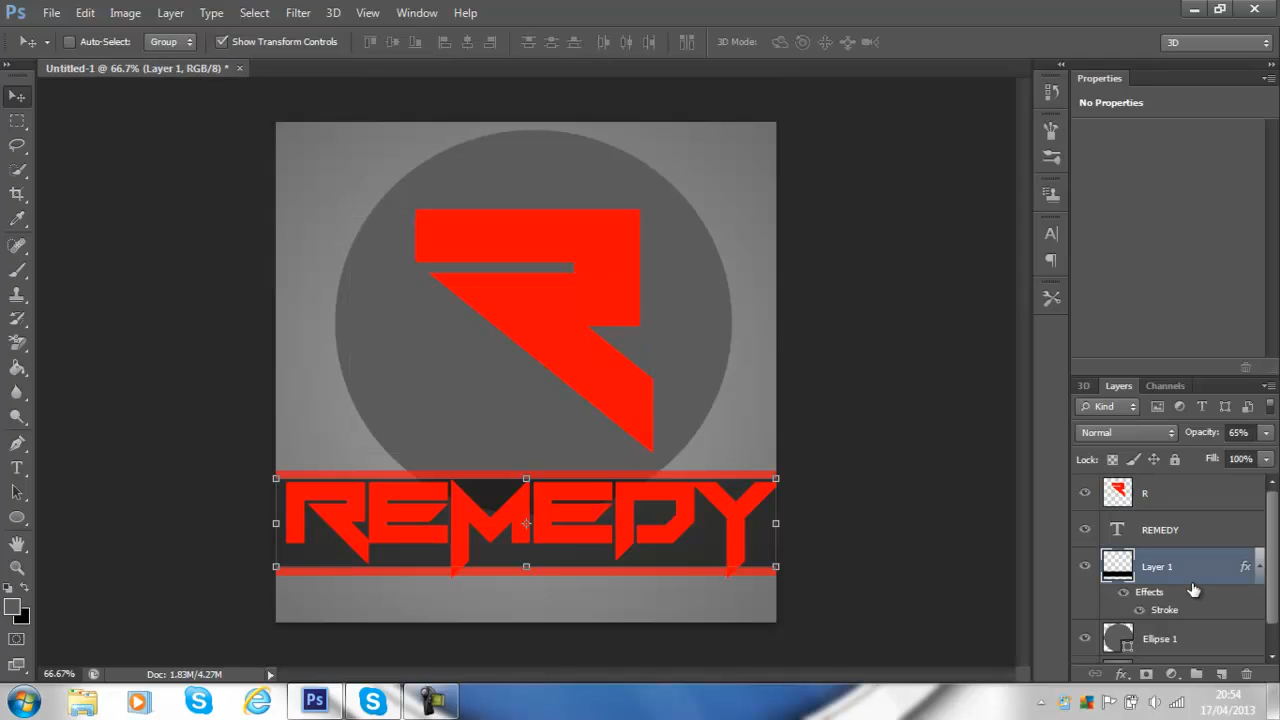 Ps File Edit Image Layer Type Select Filter 3D View Window Help
Auto-Select: Group Show Transform Controls 3D Mode: 3D
Untitled-1 @ 66.7% (Layer 1, RGB/8) * ×
Properties
No Properties
R
REMEDY
3D Layers Channels
Kind T
Normal Opacity: 65%
Lock: Fill: 100%
R
T REMEDY
Layer 1 fx
Effects
Stroke
Ellipse 1
fx.
66.67% Doc: 1.83M/4.27M
Ps
20:54
17/04/2013